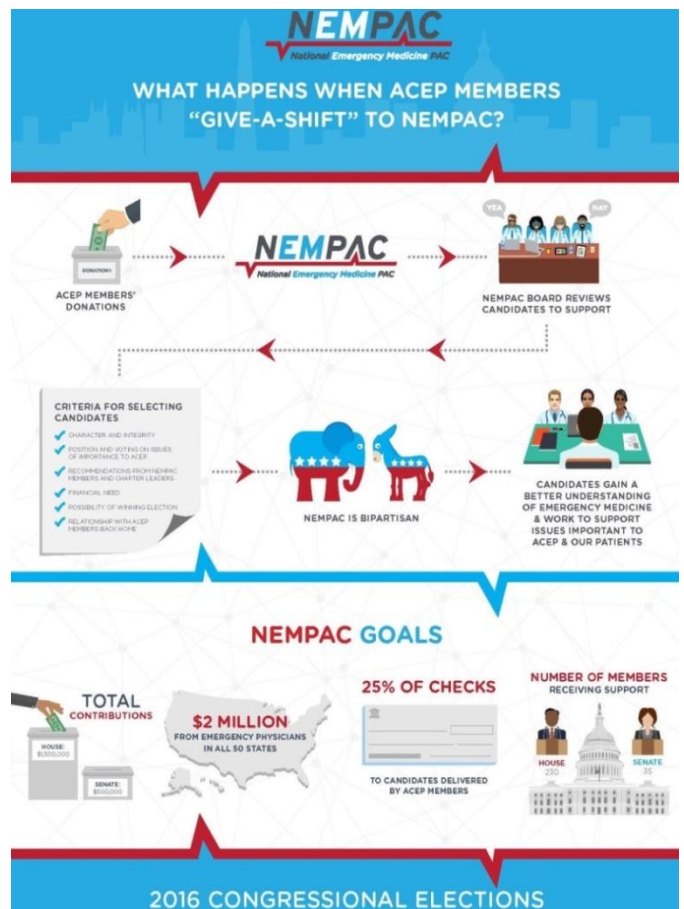 NEMPAC
National Emergency Medicine PAC
WHAT HAPPENS WHEN ACEP MEMBERS
“GIVE-A-SHIFT” TO NEMPAC?
DONATIONS
ACEP MEMBERS'
DONATIONS
NEMPAC
National Emergency Medicine PAC
YEA
NAY
NEMPAC BOARD REVIEWS
CANDIDATES TO SUPPORT
CRITERIA FOR SELECTING
CANDIDATES
CHARACTER AND INTEGRITY
POSITION AND VOTING ON ISSUES
OF IMPORTANCE TO ACEP
RECOMMENDATIONS FROM NEMPAC
MEMBERS AND CHAPTER LEADERS
FINANCIAL NEED
POSSIBILITY OF WINNING ELECTION
RELATIONSHIP WITH ACEP
MEMBERS BACK HOME
NEMPAC IS BIPARTISAN
CANDIDATES GAIN A
BETTER UNDERSTANDING
OF EMERGENCY MEDICINE
& WORK TO SUPPORT
ISSUES IMPORTANT TO
ACEP & OUR PATIENTS
NEMPAC GOALS
TOTAL
CONTRIBUTIONS
HOUSE:
$1,500,000
SENATE:
$500,000
$2 MILLION
FROM EMERGENCY PHYSICIANS
IN ALL 50 STATES
25% OF CHECKS
TO CANDIDATES DELIVERED
BY ACEP MEMBERS
NUMBER OF MEMBERS
RECEIVING SUPPORT
HOUSE
230
SENATE
35
2016 CONGRESSIONAL ELECTIONS